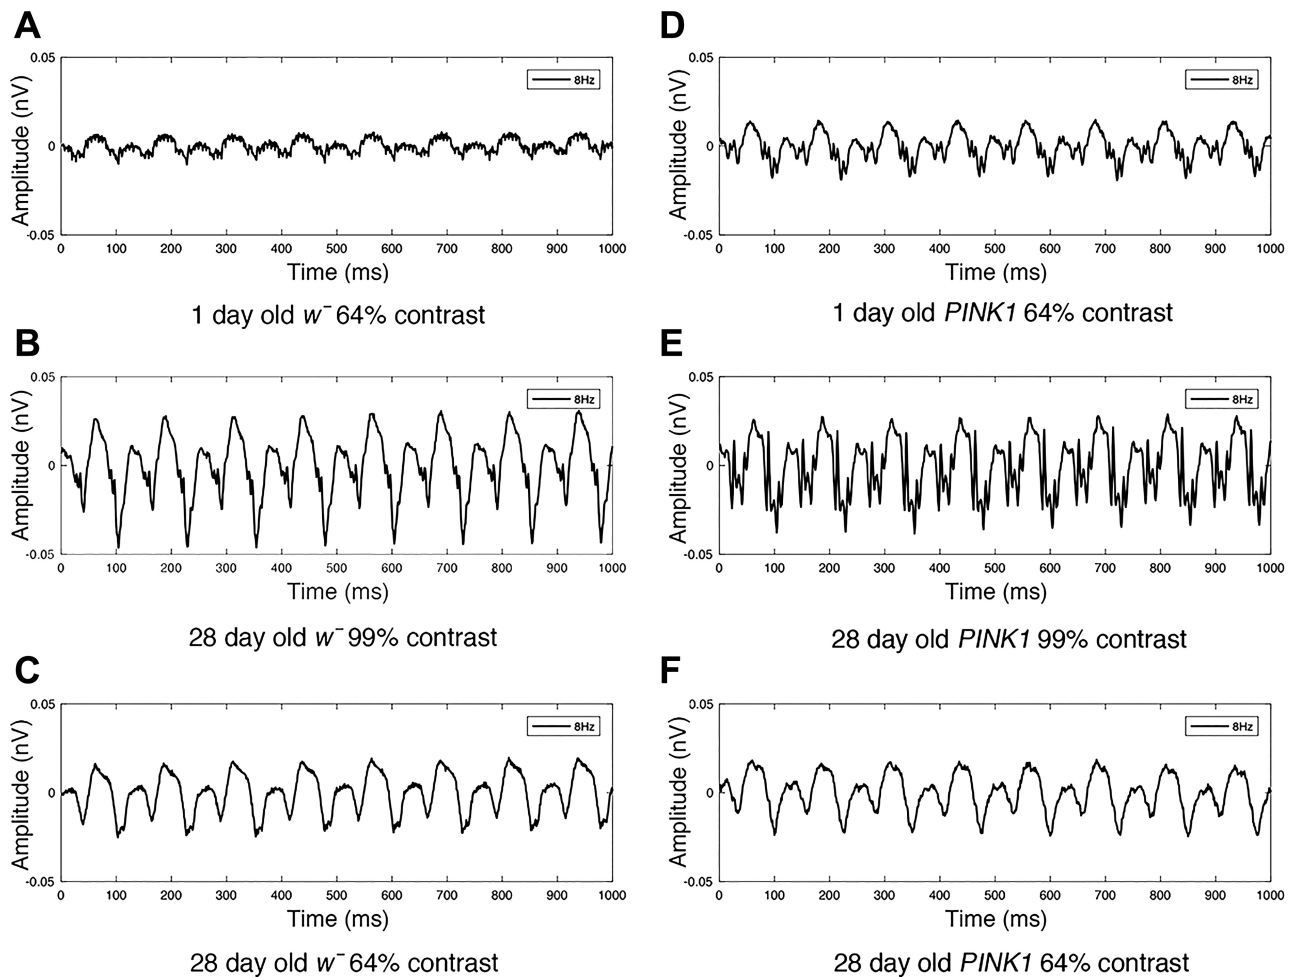 A
0.05
8Hz
0
-0.05
Amplitude (nV)
0 100 200 300 400 500 600 700 800 900 1000
Time (ms)
1 day old w⁻ 64% contrast
B
0.05
8Hz
0
-0.05
Amplitude (nV)
0 100 200 300 400 500 600 700 800 900 1000
Time (ms)
28 day old w⁻ 99% contrast
C
0.05
8Hz
0
-0.05
Amplitude (nV)
0 100 200 300 400 500 600 700 800 900 1000
Time (ms)
28 day old w⁻ 64% contrast
D
0.05
8Hz
0
-0.05
Amplitude (nV)
0 100 200 300 400 500 600 700 800 900 1000
Time (ms)
1 day old PINK1 64% contrast
E
0.05
8Hz
0
-0.05
Amplitude (nV)
0 100 200 300 400 500 600 700 800 900 1000
Time (ms)
28 day old PINK1 99% contrast
F
0.05
8Hz
0
-0.05
Amplitude (nV)
0 100 200 300 400 500 600 700 800 900 1000
Time (ms)
28 day old PINK1 64% contrast